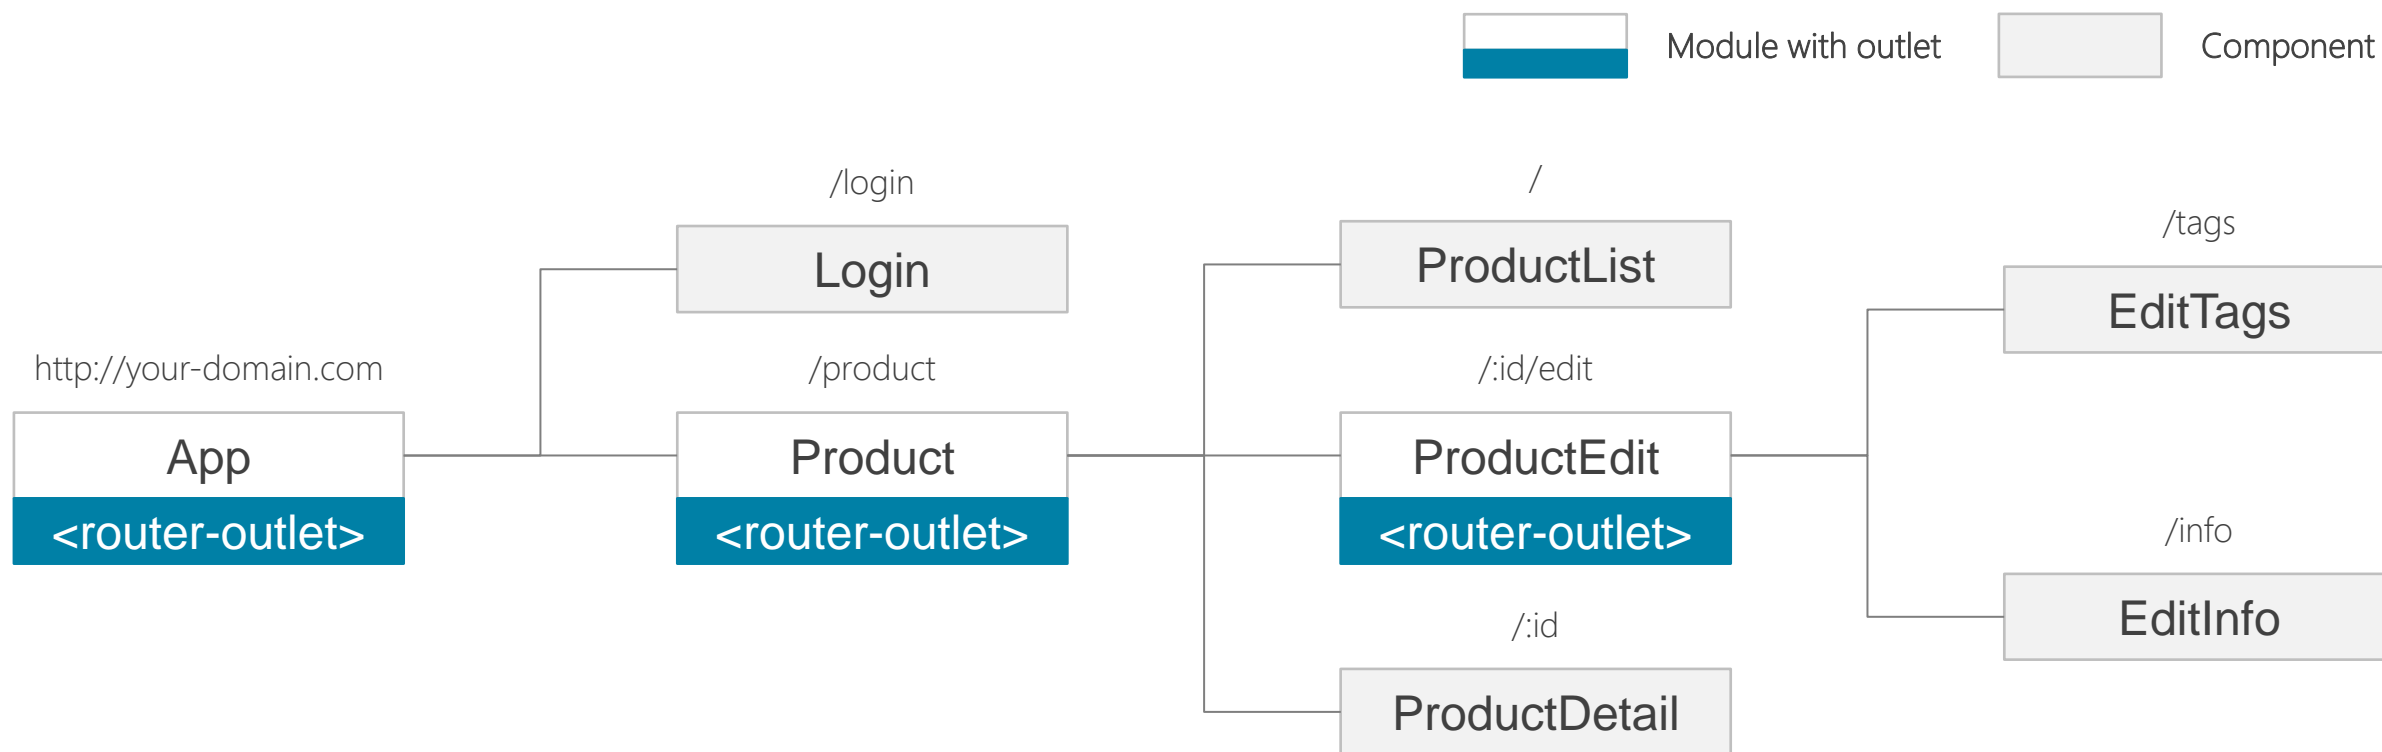 Module with outlet
Component
/login
Login
http://your-domain.com
App
<router-outlet>
/product
Product
<router-outlet>
/
ProductList
/:id/edit
ProductEdit
<router-outlet>
/:id
ProductDetail
/tags
EditTags
/info
EditInfo